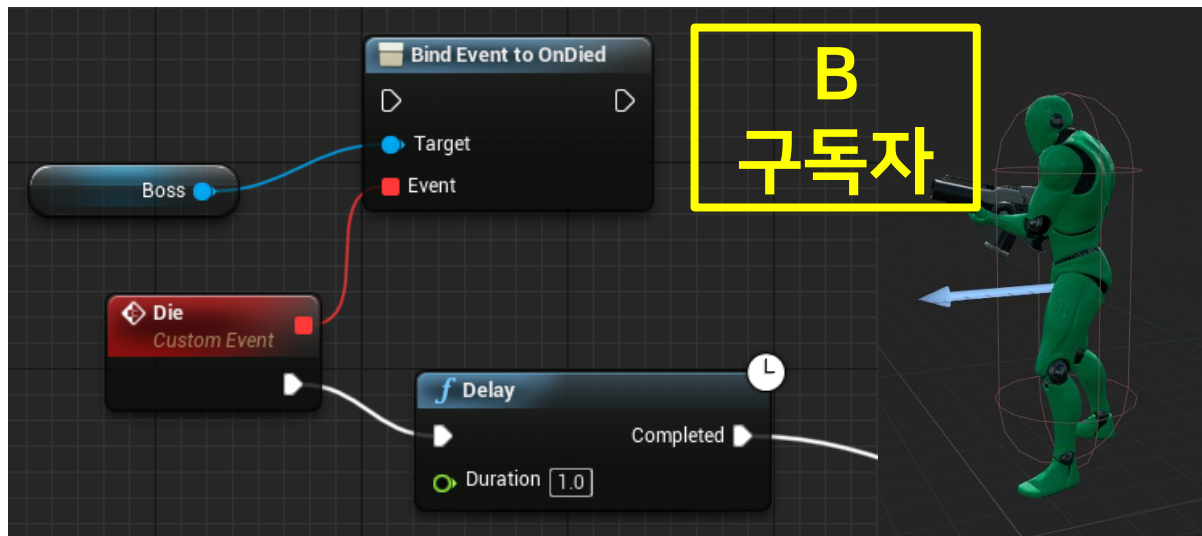 Bind Event to OnDied
B
구독자
Target
Boss
Event
Die
Custom Event
f Delay
Completed
Duration 1.0